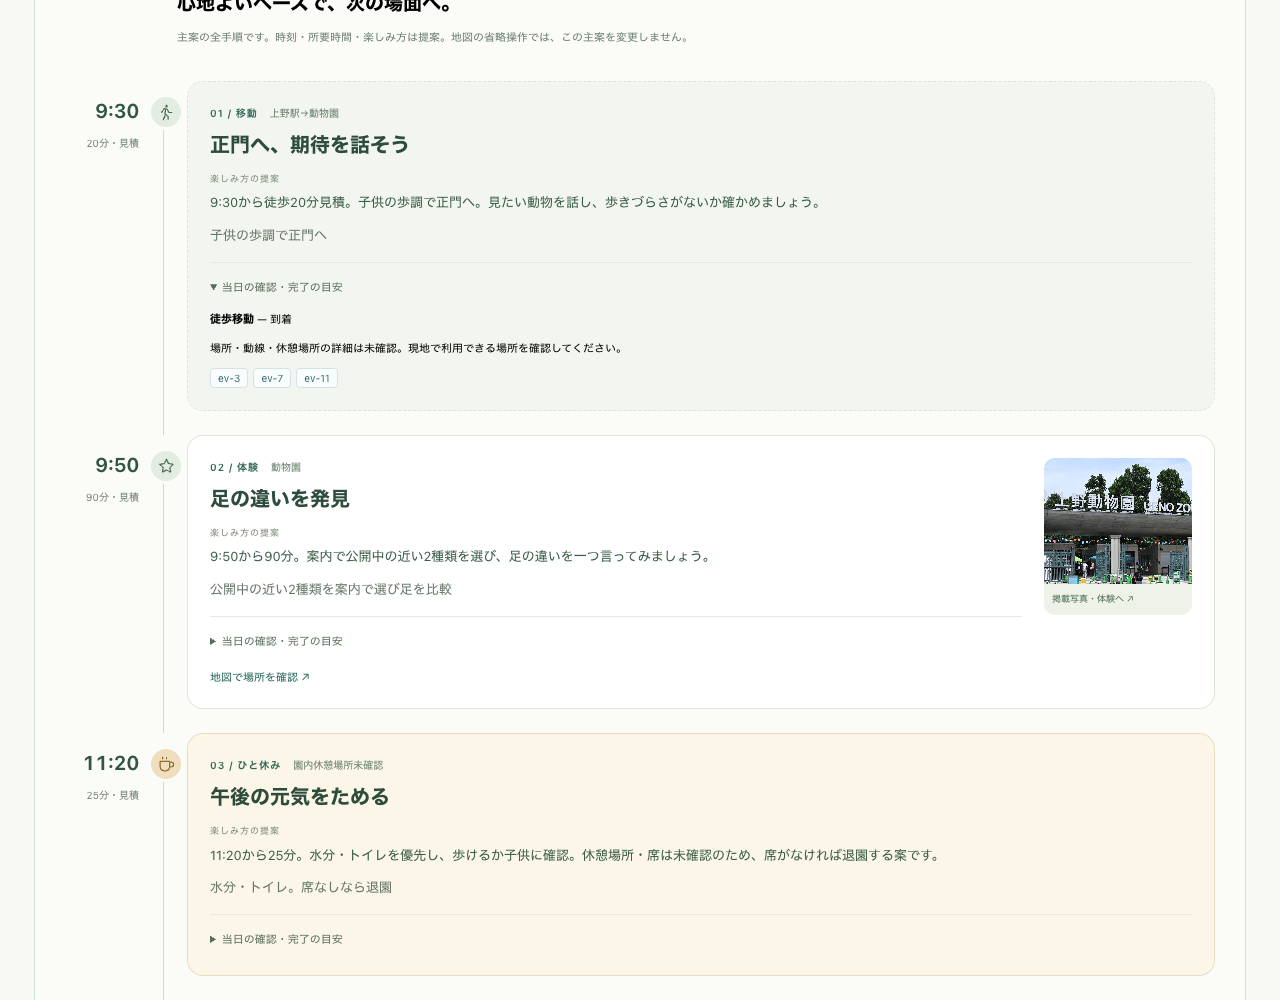 心地よいペースで、次の場面へ。
主案の全手順です。時刻・所要時間・楽しみ方は提案。地図の省略操作では、この主案を変更しません。
9:30
20分・見積
01 / 移動 上野駅→動物園
正門へ、期待を話そう
楽しみ方の提案
9:30から徒歩20分見積。子供の歩調で正門へ。見たい動物を話し、歩きづらさがないか確かめましょう。
子供の歩調で正門へ
▼ 当日の確認・完了の目安
徒歩移動 — 到着
場所・動線・休憩場所の詳細は未確認。現地で利用できる場所を確認してください。
ev-3 ev-7 ev-11
9:50
90分・見積
02 / 体験 動物園
足の違いを発見
楽しみ方の提案
9:50から90分。案内で公開中の近い2種類を選び、足の違いを一つ言ってみましょう。
公開中の近い2種類を案内で選び足を比較
▶ 当日の確認・完了の目安
地図で場所を確認 ↗
上野動物園 UENO ZO
掲載写真・体験へ ↗
11:20
25分・見積
03 / ひと休み 園内休憩場所未確認
午後の元気をためる
楽しみ方の提案
11:20から25分。水分・トイレを優先し、歩けるか子供に確認。休憩場所・席は未確認のため、席がなければ退園する案です。
水分・トイレ。席なしなら退園
▶ 当日の確認・完了の目安